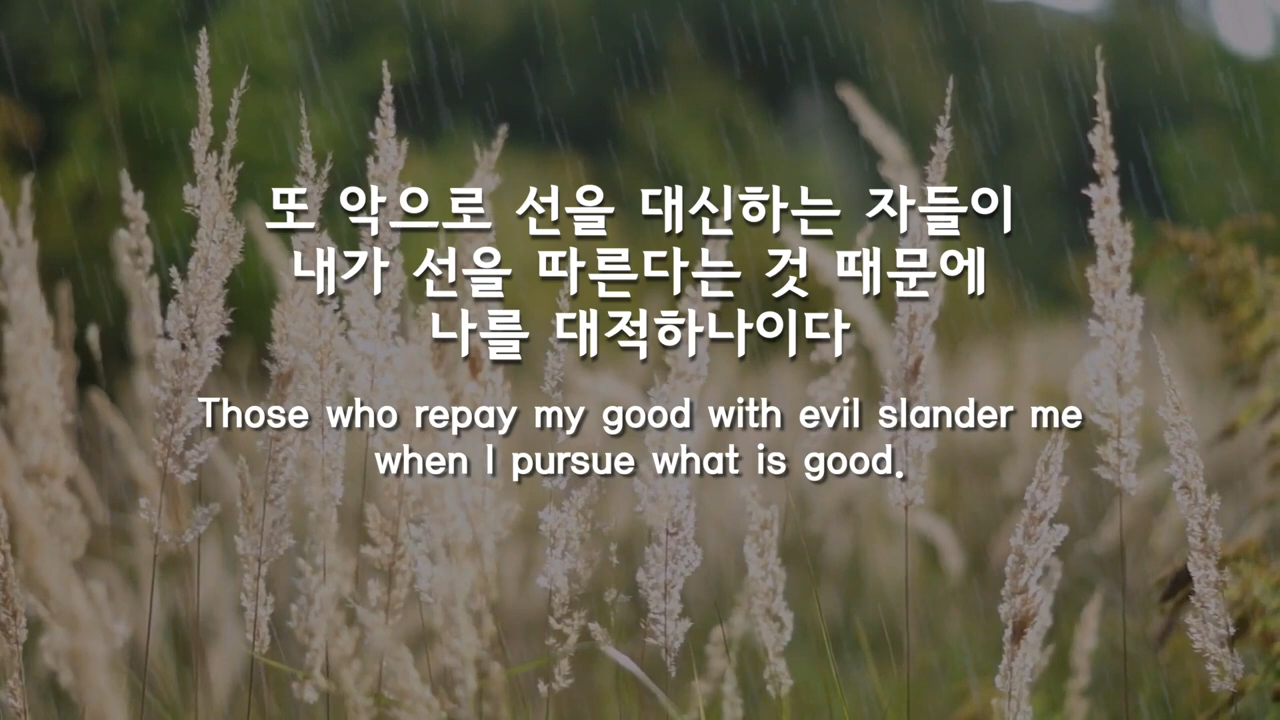 또 악으로 선을 대신하는 자들이
내가 선을 따른다는 것 때문에
나를 대적하나이다
Those who repay my good with evil slander me
when I pursue what is good.